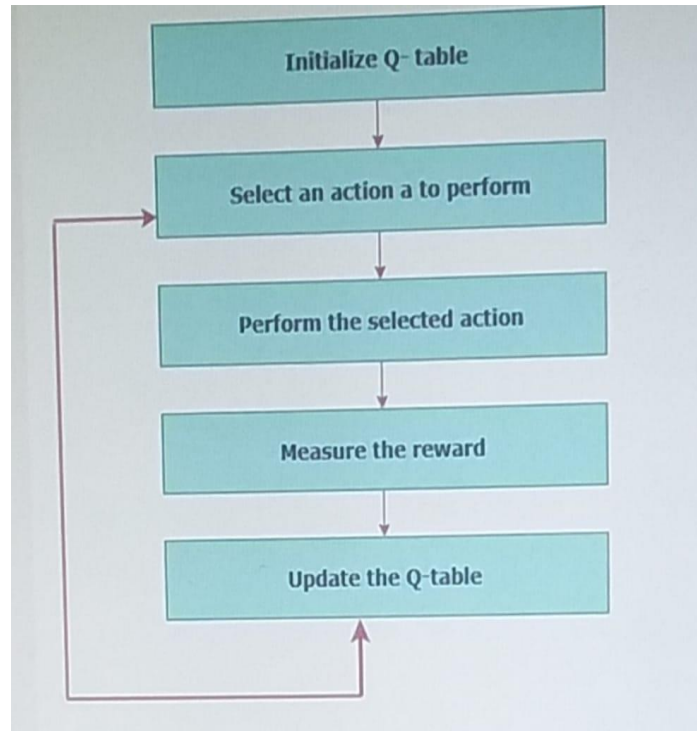 Initialize Q- table
Select an action a to perform
Perform the selected action
Measure the reward
Update the Q-table